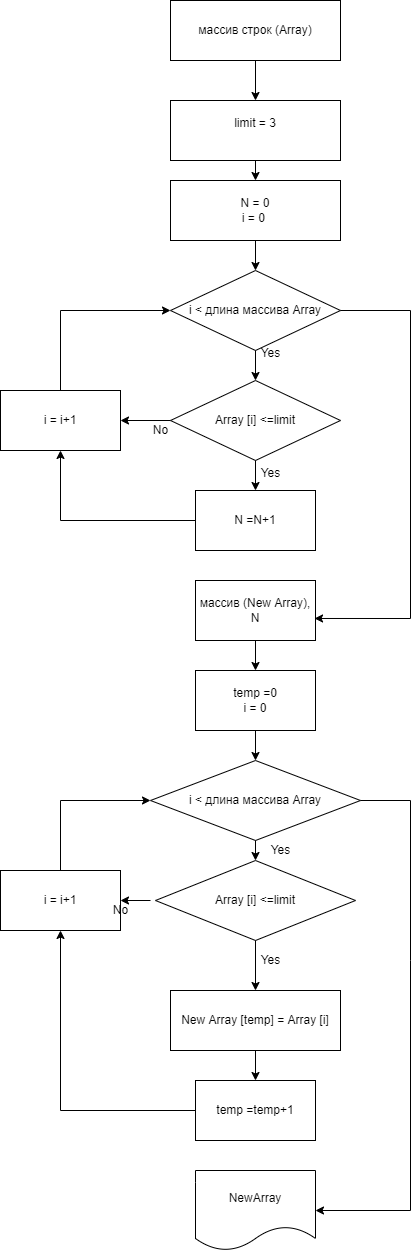 массив строк (Array)
limit = 3
N = 0
i = 0
i < длина массива Array
Yes
i = i+1
No
Array [i] <=limit
Yes
N =N+1
массив (New Array),
N
temp =0
i = 0
i < длина массива Array
Yes
i = i+1
No
Array [i] <=limit
Yes
New Array [temp] = Array [i]
temp =temp+1
NewArray